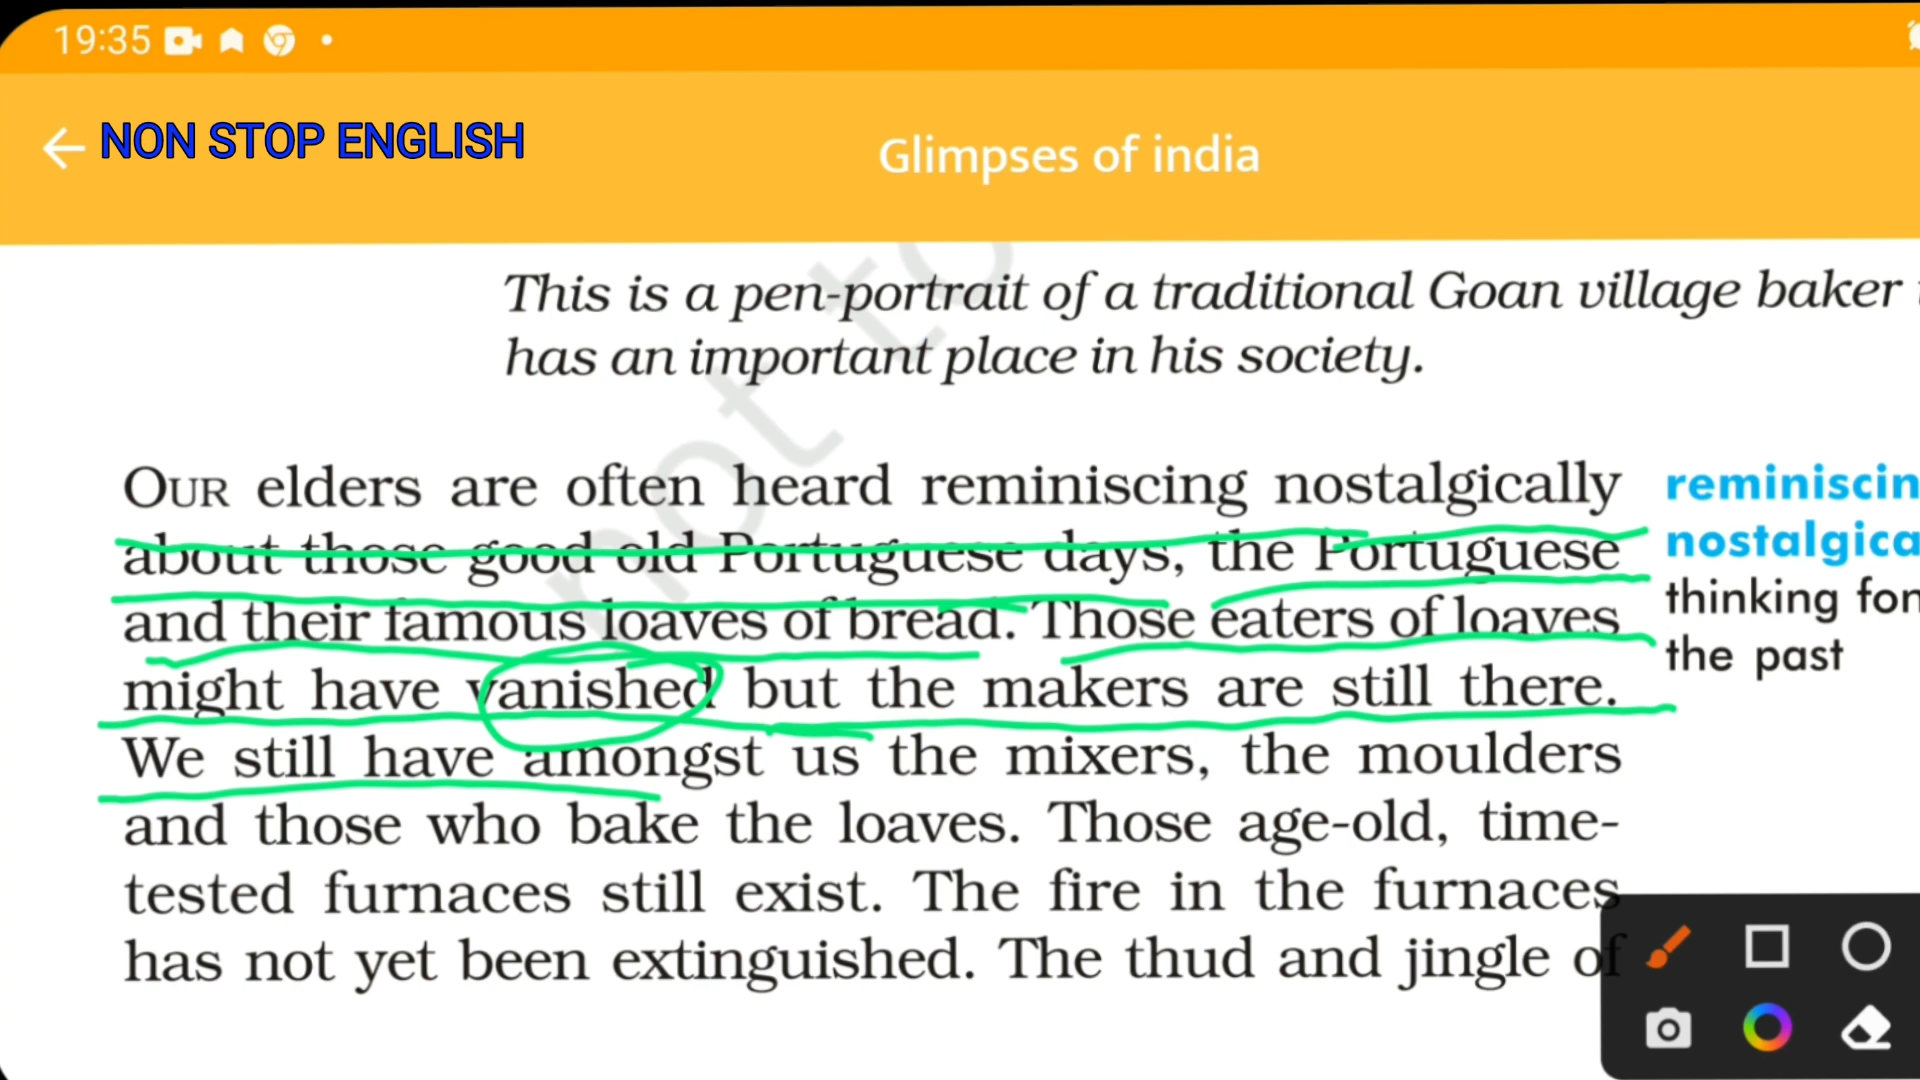 19:35
NON STOP ENGLISH
Glimpses of india
This is a pen-portrait of a traditional Goan village baker
has an important place in his society.
OUR elders are often heard reminiscing nostalgically
about those good old Portuguese days, the Portuguese
and their famous loaves of bread. Those eaters of loaves
might have vanished but the makers are still there.
We still have amongst us the mixers, the moulders
and those who bake the loaves. Those age-old, time-
tested furnaces still exist. The fire in the furnaces
has not yet been extinguished. The thud and jingle of
reminiscin
nostalgica
thinking fon
the past
not to